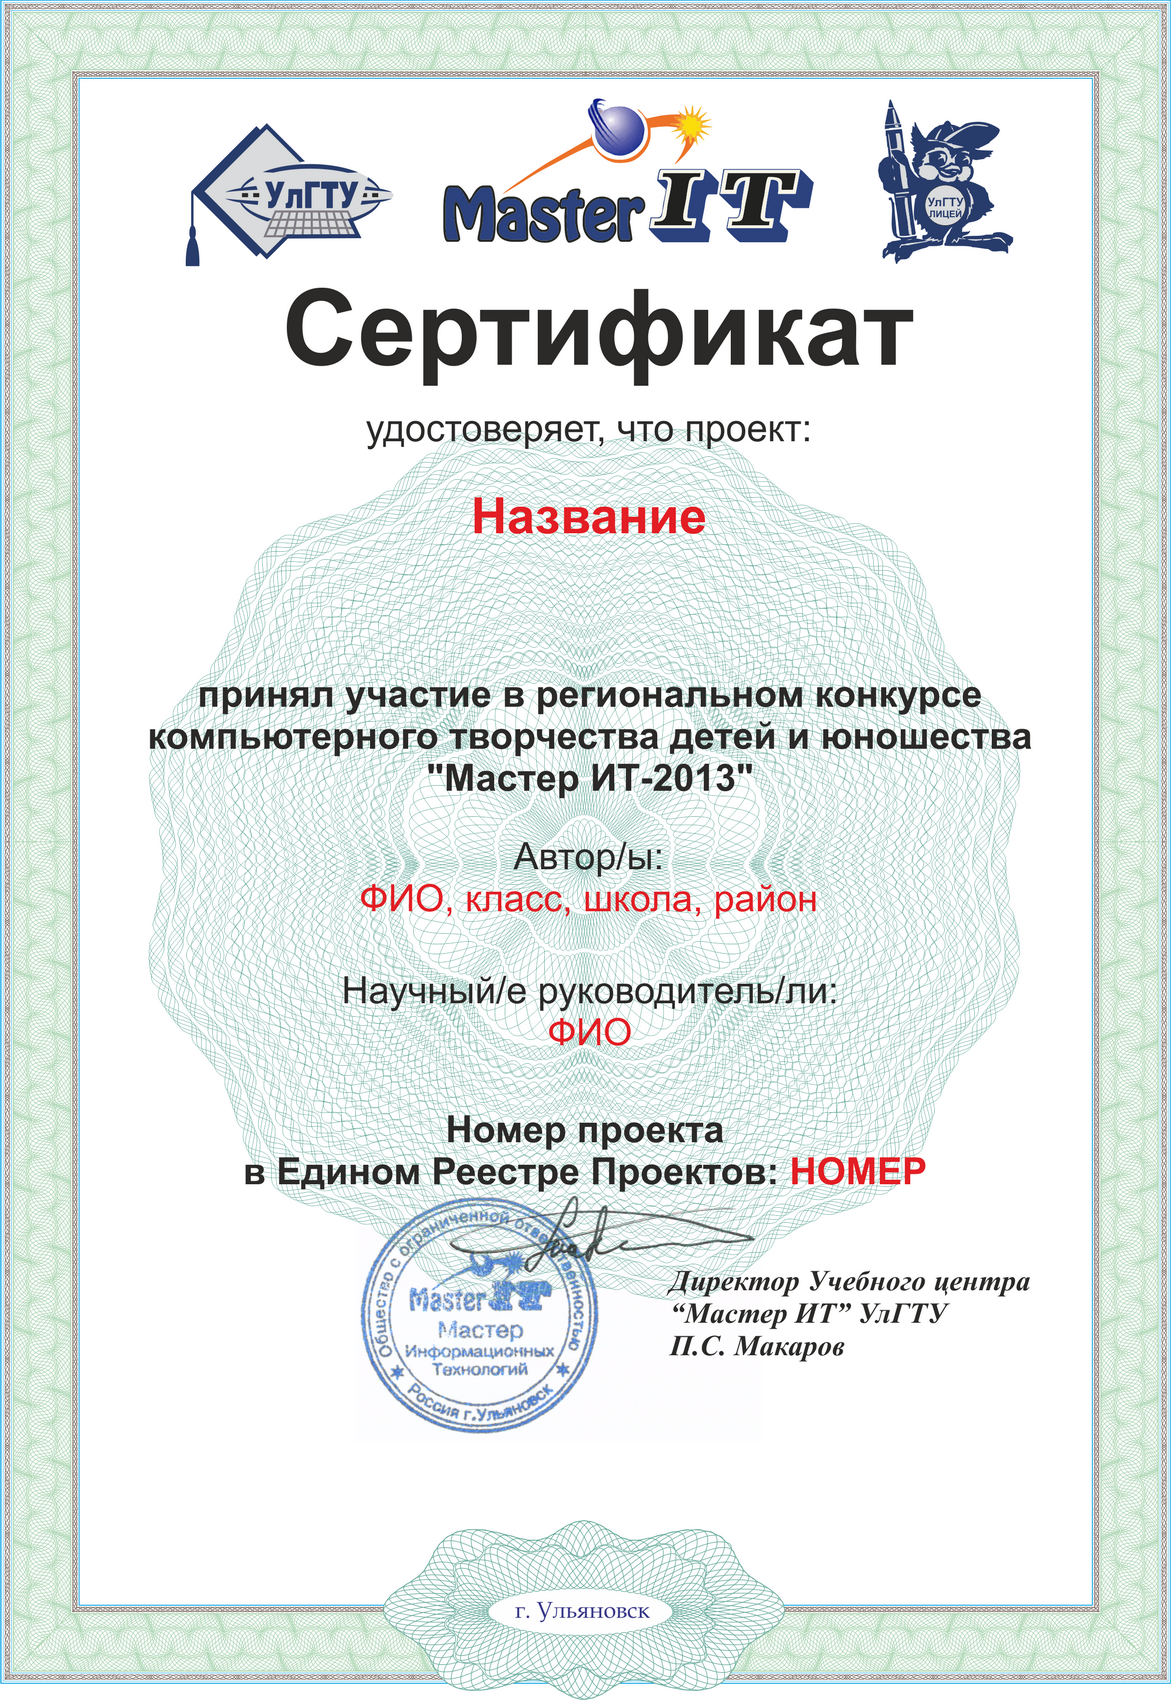 УлГТУ
Master IT
УлГТУ
ЛИЦЕЙ
Сертификат
удостоверяет, что проект:
Название
принял участие в региональном конкурсе
компьютерного творчества детей и юношества
"Мастер ИТ-2013"
Автор/ы:
ФИО, класс, школа, район
Научный/е руководитель/ли:
ФИО
Номер проекта
в Едином Реестре Проектов: НОМЕР
Общество с ограниченной ответственностью
Master IT
Мастер
Информационных
Технологий
Россия г.Ульяновск
Директор Учебного центра
“Мастер ИТ” УлГТУ
П.С. Макаров
г. Ульяновск